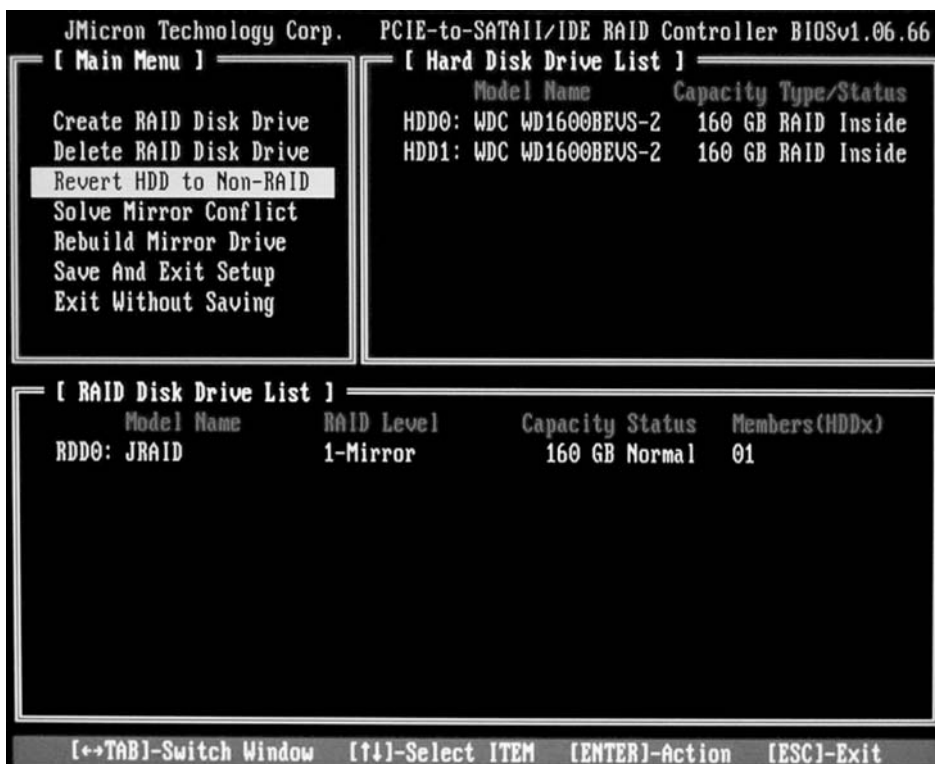 JMicron Technology Corp. PCIE-to-SATAII/IDE RAID Controller BIOSv1.06.66
[ Main Menu ]
Create RAID Disk Drive
Delete RAID Disk Drive
Revert HDD to Non-RAID
Solve Mirror Conflict
Rebuild Mirror Drive
Save And Exit Setup
Exit Without Saving
[ Hard Disk Drive List ]
Model Name Capacity Type/Status
HDD0: WDC WD1600BEVS-2 160 GB RAID Inside
HDD1: WDC WD1600BEVS-2 160 GB RAID Inside
[ RAID Disk Drive List ]
Model Name RAID Level Capacity Status Members(HDDx)
RDD0: JRAID 1-Mirror 160 GB Normal 01
[←→TAB]-Switch Window [↑↓]-Select ITEM [ENTER]-Action [ESC]-Exit